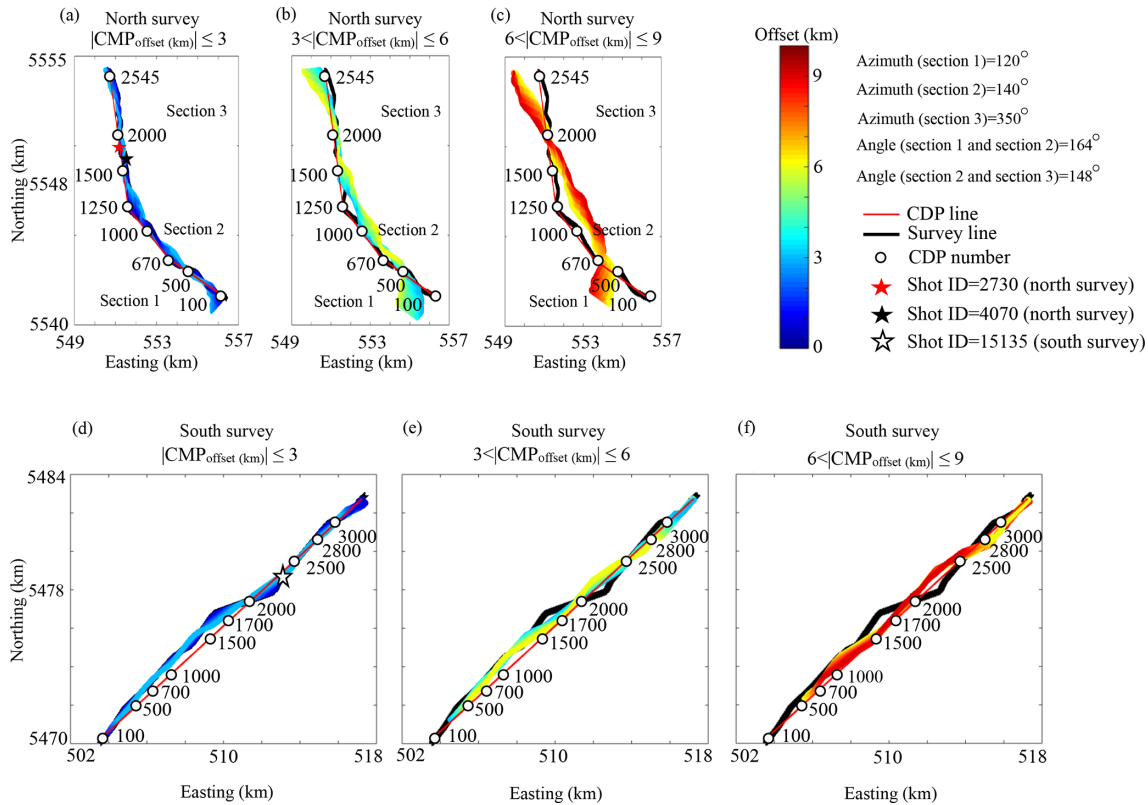 (a)
North survey
|CMPoffset (km)| ≤ 3
(b)
North survey
3<|CMPoffset (km)| ≤ 6
(c)
North survey
6<|CMPoffset (km)| ≤ 9
5555
5548
5540
Northing (km)
2545
Section 3
2000
1500
1250
1000
Section 2
670
500
Section 1
100
549
553
557
Easting (km)
2545
Section 3
2000
1500
1250
1000
Section 2
670
500
Section 1
100
549
553
557
Easting (km)
2545
Section 3
2000
1500
1250
1000
Section 2
670
500
Section 1
100
549
553
557
Easting (km)
Offset (km)
9
6
3
0
Azimuth (section 1)=120°
Azimuth (section 2)=140°
Azimuth (section 3)=350°
Angle (section 1 and section 2)=164°
Angle (section 2 and section 3)=148°
CDP line
Survey line
CDP number
Shot ID=2730 (north survey)
Shot ID=4070 (north survey)
Shot ID=15135 (south survey)
(d)
South survey
|CMPoffset (km)| ≤ 3
(e)
South survey
3<|CMPoffset (km)| ≤ 6
(f)
South survey
6<|CMPoffset (km)| ≤ 9
5484
5478
5470
Northing (km)
3000
2800
2500
2000
1700
1500
1000
700
500
100
502
510
518
Easting (km)
3000
2800
2500
2000
1700
1500
1000
700
500
100
502
510
518
Easting (km)
3000
2800
2500
2000
1700
1500
1000
700
500
100
502
510
518
Easting (km)